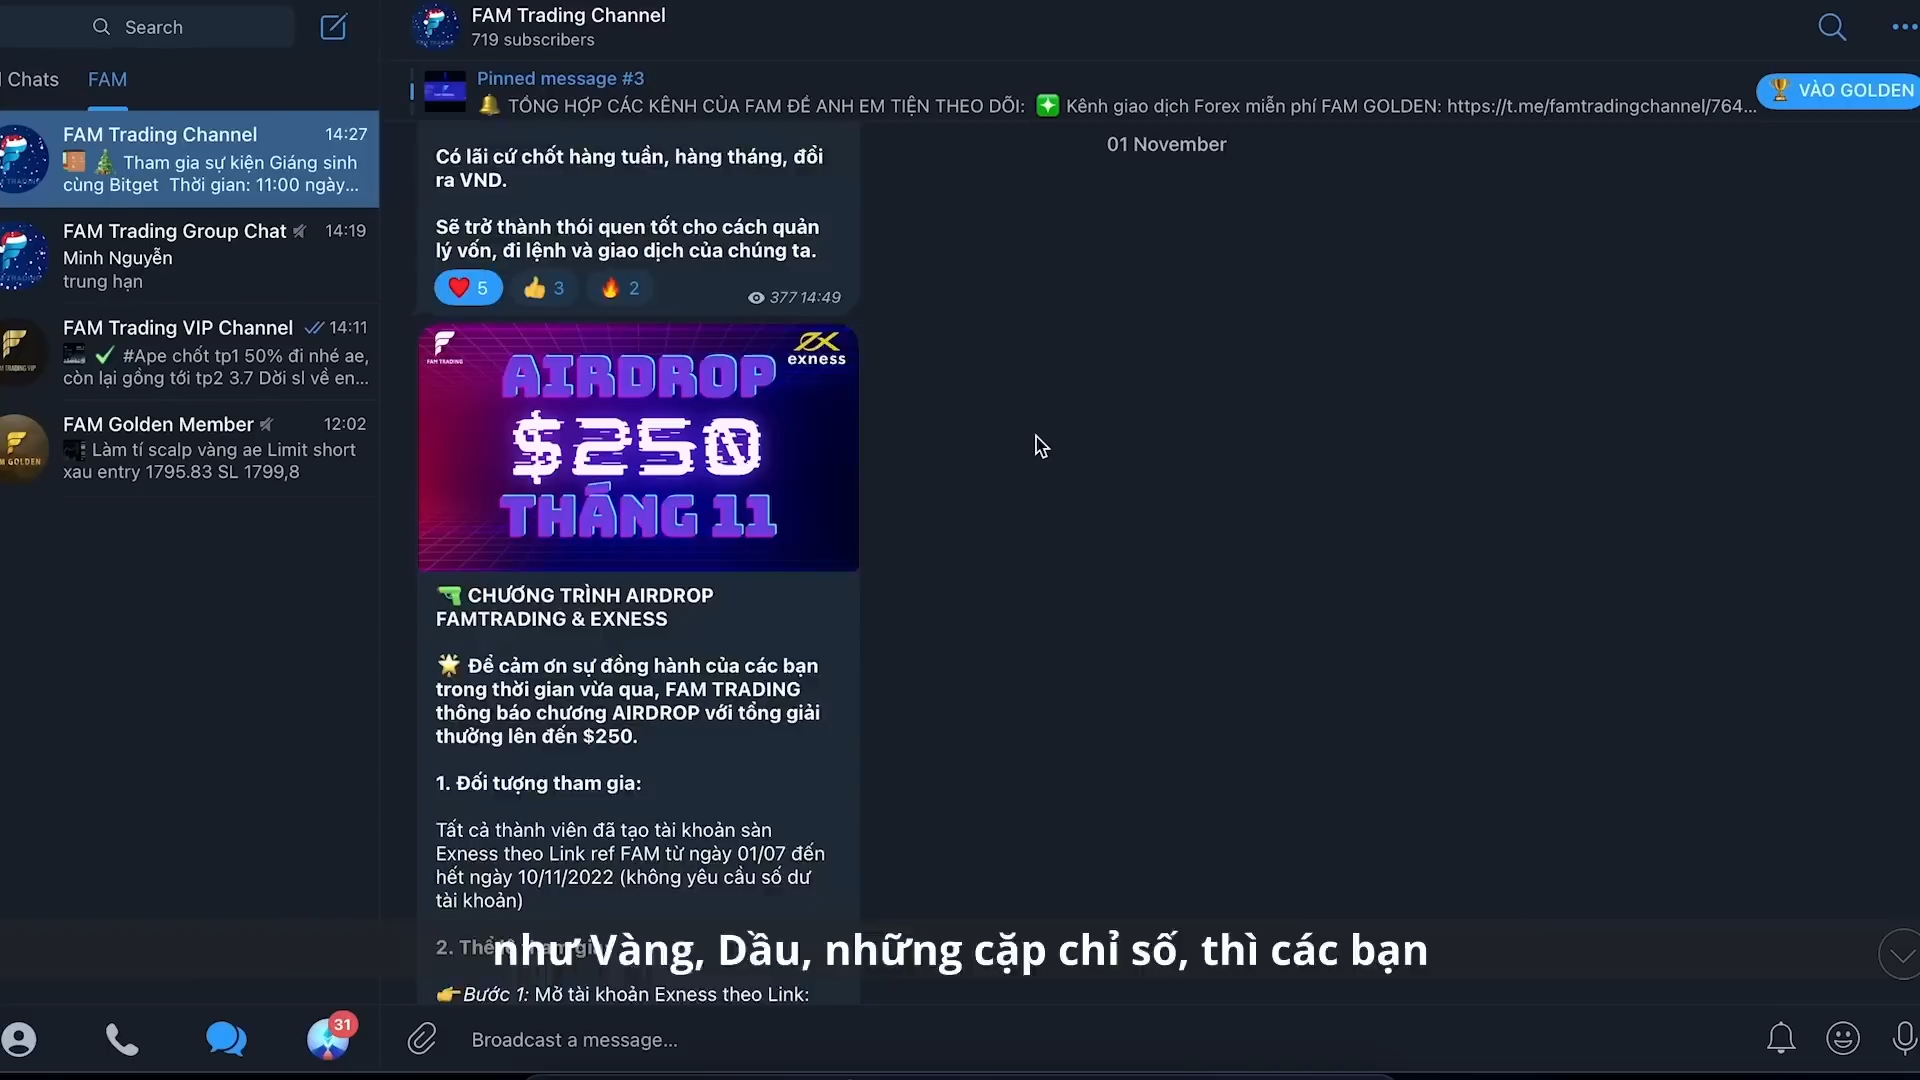 Search
Chats
FAM
FAM Trading Channel
14:27
Tham gia sự kiện Giáng sinh
cùng Bitget Thời gian: 11:00 ngày...
FAM Trading Group Chat
14:19
Minh Nguyễn
trung hạn
FAM Trading VIP Channel
14:11
#Ape chốt tp1 50% đi nhé ae,
còn lại gồng tới tp2 3.7 Dời sl về en...
FAM Golden Member
12:02
Làm tí scalp vàng ae Limit short
xau entry 1795.83 SL 1799,8
31
FAM Trading Channel
719 subscribers
Pinned message #3
🔔 TỔNG HỢP CÁC KÊNH CỦA FAM ĐỂ ANH EM TIỆN THEO DÕI: ❇️ Kênh giao dịch Forex miễn phí FAM GOLDEN: https://t.me/famtradingchannel/764...
🏆 VÀO GOLDEN
01 November
Có lãi cứ chốt hàng tuần, hàng tháng, đổi
ra VND.
Sẽ trở thành thói quen tốt cho cách quản
lý vốn, đi lệnh và giao dịch của chúng ta.
❤️ 5 👍 3 🔥 2
377 14:49
FAM TRADING
exness
AIRDROP
$250
THÁNG 11
🔫 CHƯƠNG TRÌNH AIRDROP
FAMTRADING & EXNESS
🌟 Để cảm ơn sự đồng hành của các bạn
trong thời gian vừa qua, FAM TRADING
thông báo chương AIRDROP với tổng giải
thưởng lên đến $250.
1. Đối tượng tham gia:
Tất cả thành viên đã tạo tài khoản sàn
Exness theo Link ref FAM từ ngày 01/07 đến
hết ngày 10/11/2022 (không yêu cầu số dư
tài khoản)
như Vàng, Dầu, những cặp chỉ số, thì các bạn
👉 Bước 1: Mở tài khoản Exness theo Link:
Broadcast a message...